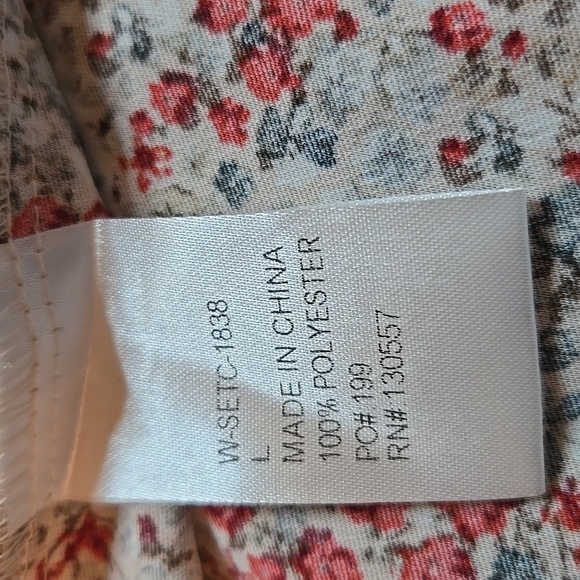 W-SETC-1838
L
MADE IN CHINA
100% POLYESTER
PO# 199
RN# 130557